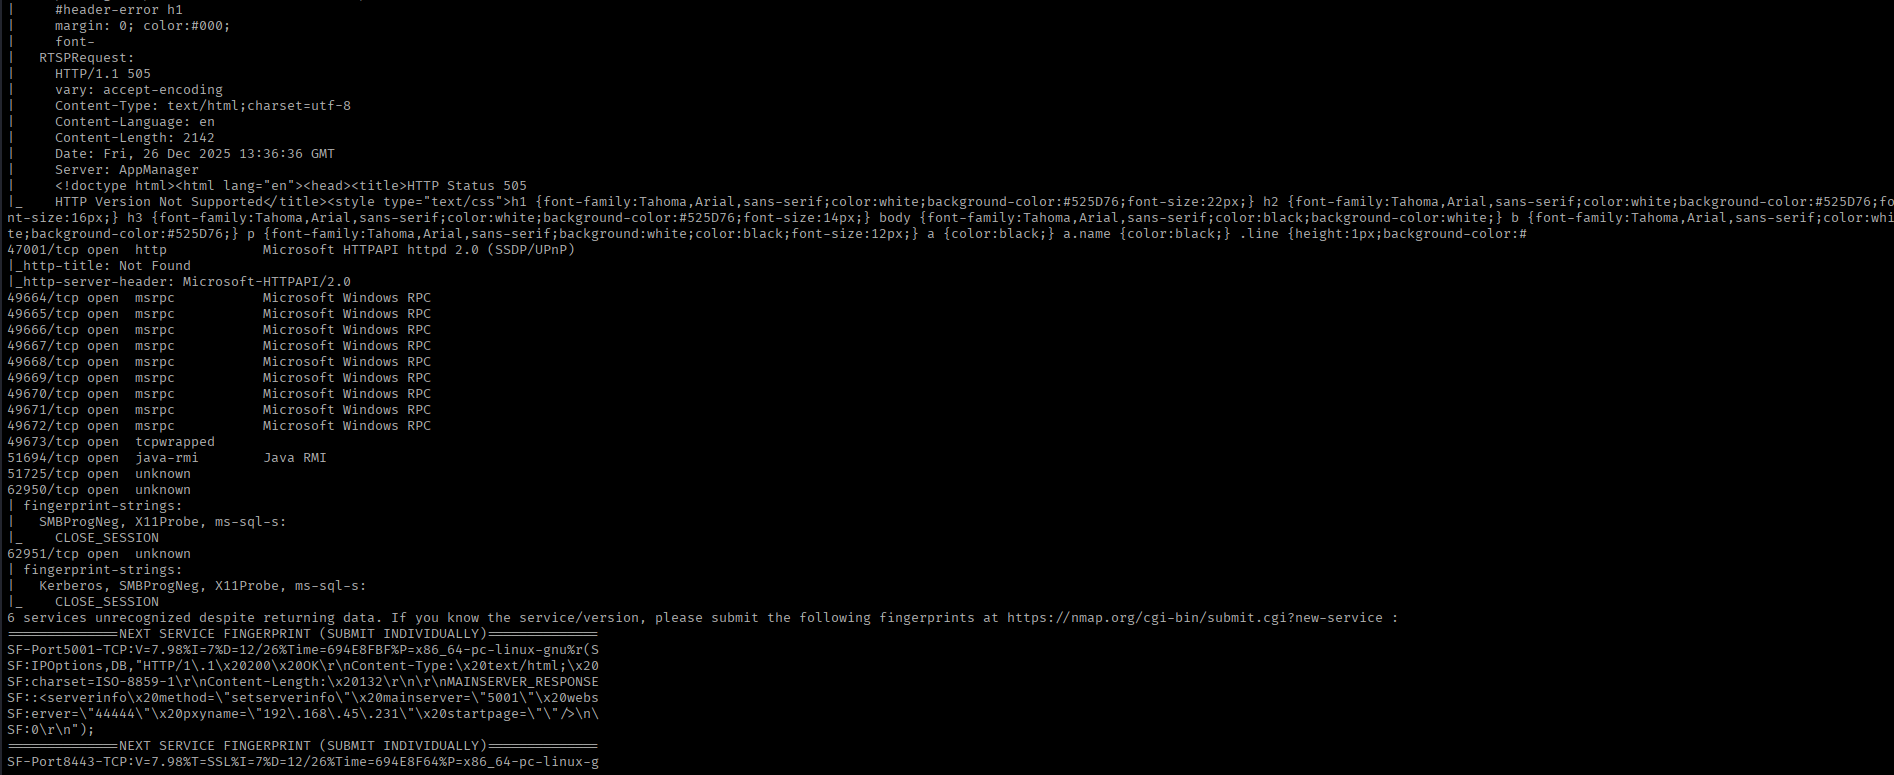 |     #header-error h1
|     margin: 0; color:#000;
|     font-
|   RTSPRequest:
|     HTTP/1.1 505
|     vary: accept-encoding
|     Content-Type: text/html;charset=utf-8
|     Content-Language: en
|     Content-Length: 2142
|     Date: Fri, 26 Dec 2025 13:36:36 GMT
|     Server: AppManager
|     <!doctype html><html lang="en"><head><title>HTTP Status 505
|_    HTTP Version Not Supported</title><style type="text/css">h1 {font-family:Tahoma,Arial,sans-serif;color:white;background-color:#525D76;font-size:22px;} h2 {font-family:Tahoma,Arial,sans-serif;color:white;background-color:#525D76;fo
nt-size:16px;} h3 {font-family:Tahoma,Arial,sans-serif;color:white;background-color:#525D76;font-size:14px;} body {font-family:Tahoma,Arial,sans-serif;color:black;background-color:white;} b {font-family:Tahoma,Arial,sans-serif;color:whi
te;background-color:#525D76;} p {font-family:Tahoma,Arial,sans-serif;background:white;color:black;font-size:12px;} a {color:black;} a.name {color:black;} .line {height:1px;background-color:#
47001/tcp open  http            Microsoft HTTPAPI httpd 2.0 (SSDP/UPnP)
|_http-title: Not Found
|_http-server-header: Microsoft-HTTPAPI/2.0
49664/tcp open  msrpc           Microsoft Windows RPC
49665/tcp open  msrpc           Microsoft Windows RPC
49666/tcp open  msrpc           Microsoft Windows RPC
49667/tcp open  msrpc           Microsoft Windows RPC
49668/tcp open  msrpc           Microsoft Windows RPC
49669/tcp open  msrpc           Microsoft Windows RPC
49670/tcp open  msrpc           Microsoft Windows RPC
49671/tcp open  msrpc           Microsoft Windows RPC
49672/tcp open  msrpc           Microsoft Windows RPC
49673/tcp open  tcpwrapped
51694/tcp open  java-rmi        Java RMI
51725/tcp open  unknown
62950/tcp open  unknown
| fingerprint-strings:
|   SMBProgNeg, X11Probe, ms-sql-s:
|_    CLOSE_SESSION
62951/tcp open  unknown
| fingerprint-strings:
|   Kerberos, SMBProgNeg, X11Probe, ms-sql-s:
|_    CLOSE_SESSION
6 services unrecognized despite returning data. If you know the service/version, please submit the following fingerprints at https://nmap.org/cgi-bin/submit.cgi?new-service :
==============NEXT SERVICE FINGERPRINT (SUBMIT INDIVIDUALLY)==============
SF-Port5001-TCP:V=7.98%I=7%D=12/26%Time=694E8FBF%P=x86_64-pc-linux-gnu%r(S
SF:IPOptions,DB,"HTTP/1\.1\x20200\x20OK\r\nContent-Type:\x20text/html;\x20
SF:charset=ISO-8859-1\r\nContent-Length:\x20132\r\n\r\nMAINSERVER_RESPONSE
SF::<serverinfo\x20method=\"setserverinfo\"\x20mainserver=\"5001\"\x20webs
SF:erver=\"44444\"\x20pxyname=\"192\.168\.45\.231\"\x20startpage=\"\"/>\n\
SF:0\r\n");
==============NEXT SERVICE FINGERPRINT (SUBMIT INDIVIDUALLY)==============
SF-Port8443-TCP:V=7.98%T=SSL%I=7%D=12/26%Time=694E8F64%P=x86_64-pc-linux-g